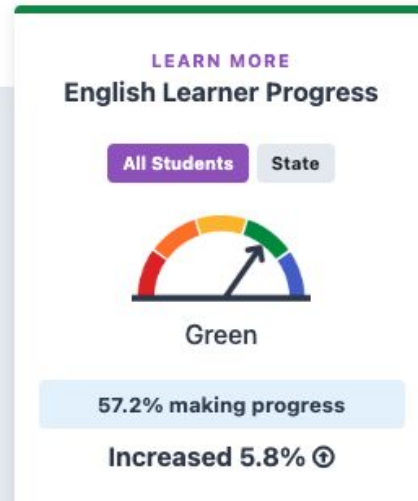 LEARN MORE
English Learner Progress
All Students State
Green
57.2% making progress
Increased 5.8%